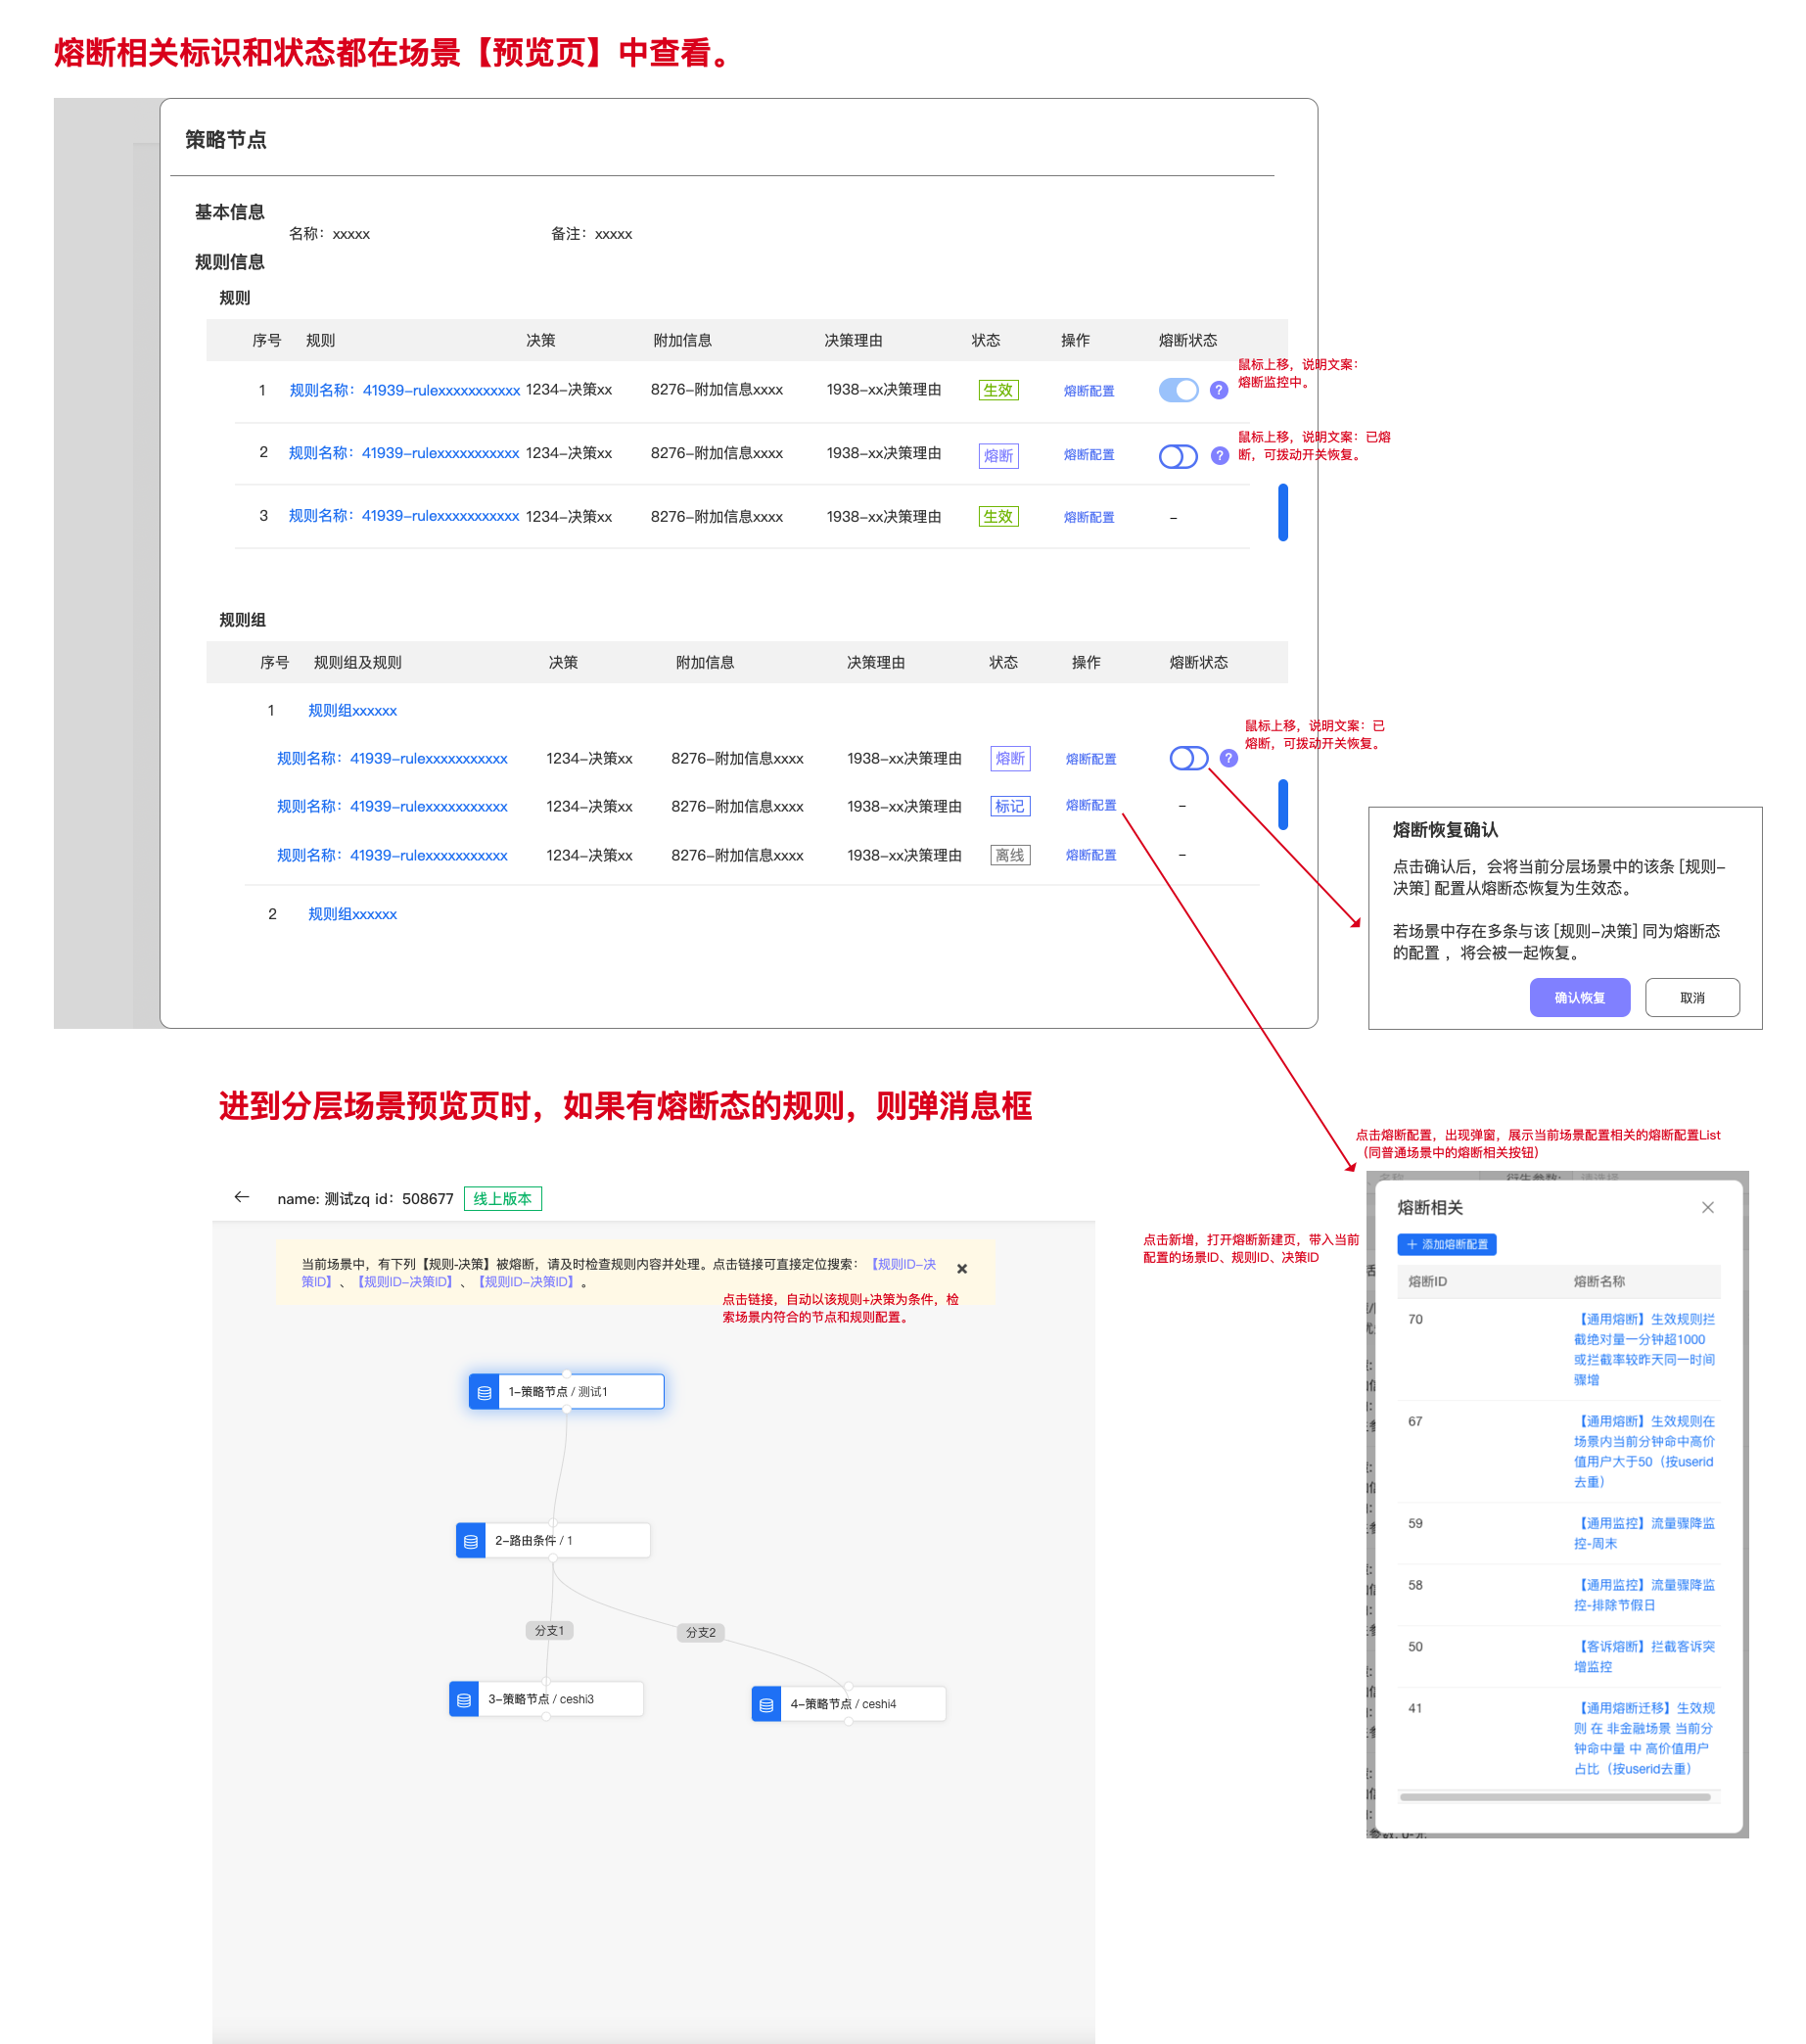 熔断相关标识和状态都在场景【预览页】中查看。
策略节点
基本信息
名称：xxxxx 备注：xxxxx
规则信息
规则
序号 规则 决策 附加信息 决策理由 状态 操作 熔断状态
鼠标上移，说明文案：
熔断监控中。
1 规则名称：41939-rulexxxxxxxxxxx 1234-决策xx 8276-附加信息xxxx 1938-xx决策理由 生效 熔断配置 ?
鼠标上移，说明文案：已熔
断，可拨动开关恢复。
2 规则名称：41939-rulexxxxxxxxxxx 1234-决策xx 8276-附加信息xxxx 1938-xx决策理由 熔断 熔断配置 ?
3 规则名称：41939-rulexxxxxxxxxxx 1234-决策xx 8276-附加信息xxxx 1938-xx决策理由 生效 熔断配置 -
规则组
序号 规则组及规则 决策 附加信息 决策理由 状态 操作 熔断状态
1 规则组xxxxxx
鼠标上移，说明文案：已
熔断，可拨动开关恢复。
规则名称：41939-rulexxxxxxxxxxx 1234-决策xx 8276-附加信息xxxx 1938-xx决策理由 熔断 熔断配置 ?
规则名称：41939-rulexxxxxxxxxxx 1234-决策xx 8276-附加信息xxxx 1938-xx决策理由 标记 熔断配置 -
规则名称：41939-rulexxxxxxxxxxx 1234-决策xx 8276-附加信息xxxx 1938-xx决策理由 离线 熔断配置 -
2 规则组xxxxxx
熔断恢复确认
点击确认后，会将当前分层场景中的该条 [规则-
决策] 配置从熔断态恢复为生效态。
若场景中存在多条与该 [规则-决策] 同为熔断态
的配置 ，将会被一起恢复。
确认恢复 取消
进到分层场景预览页时，如果有熔断态的规则，则弹消息框
name: 测试zq id：508677 线上版本
当前场景中，有下列【规则-决策】被熔断，请及时检查规则内容并处理。点击链接可直接定位搜索：【规则ID-决
策ID】、【规则ID-决策ID】、【规则ID-决策ID】。
点击链接，自动以该规则+决策为条件，检
索场景内符合的节点和规则配置。
1-策略节点 / 测试1
2-路由条件 / 1
分支1 分支2
3-策略节点 / ceshi3
4-策略节点 / ceshi4
点击熔断配置，出现弹窗，展示当前场景配置相关的熔断配置List
（同普通场景中的熔断相关按钮）
点击新增，打开熔断新建页，带入当前
配置的场景ID、规则ID、决策ID
熔断相关
＋ 添加熔断配置
熔断ID 熔断名称
70 【通用熔断】生效规则拦
截绝对量一分钟超1000
或拦截率较昨天同一时间
骤增
67 【通用熔断】生效规则在
场景内当前分钟命中高价
值用户大于50（按userid
去重）
59 【通用监控】流量骤降监
控-周末
58 【通用监控】流量骤降监
控-排除节假日
50 【客诉熔断】拦截客诉突
增监控
41 【通用熔断迁移】生效规
则 在 非金融场景 当前分
钟命中量 中 高价值用户
占比（按userid去重）